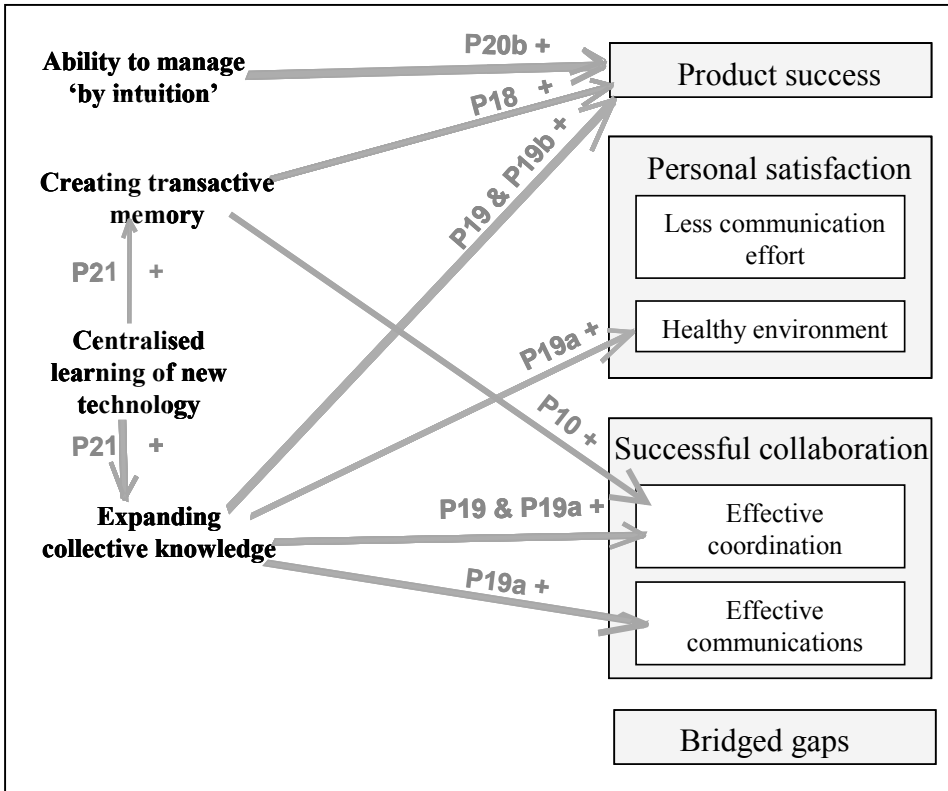 Ability to manage
‘by intuition’
P20b +
Product success
P18 +
Creating transactive
memory
P19 & P19b +
Personal satisfaction
Less communication
effort
P21 +
Healthy environment
Centralised
learning of new
technology
P19a +
P10 +
P21 +
Successful collaboration
Expanding
collective knowledge
P19 & P19a +
Effective
coordination
P19a +
Effective
communications
Bridged gaps